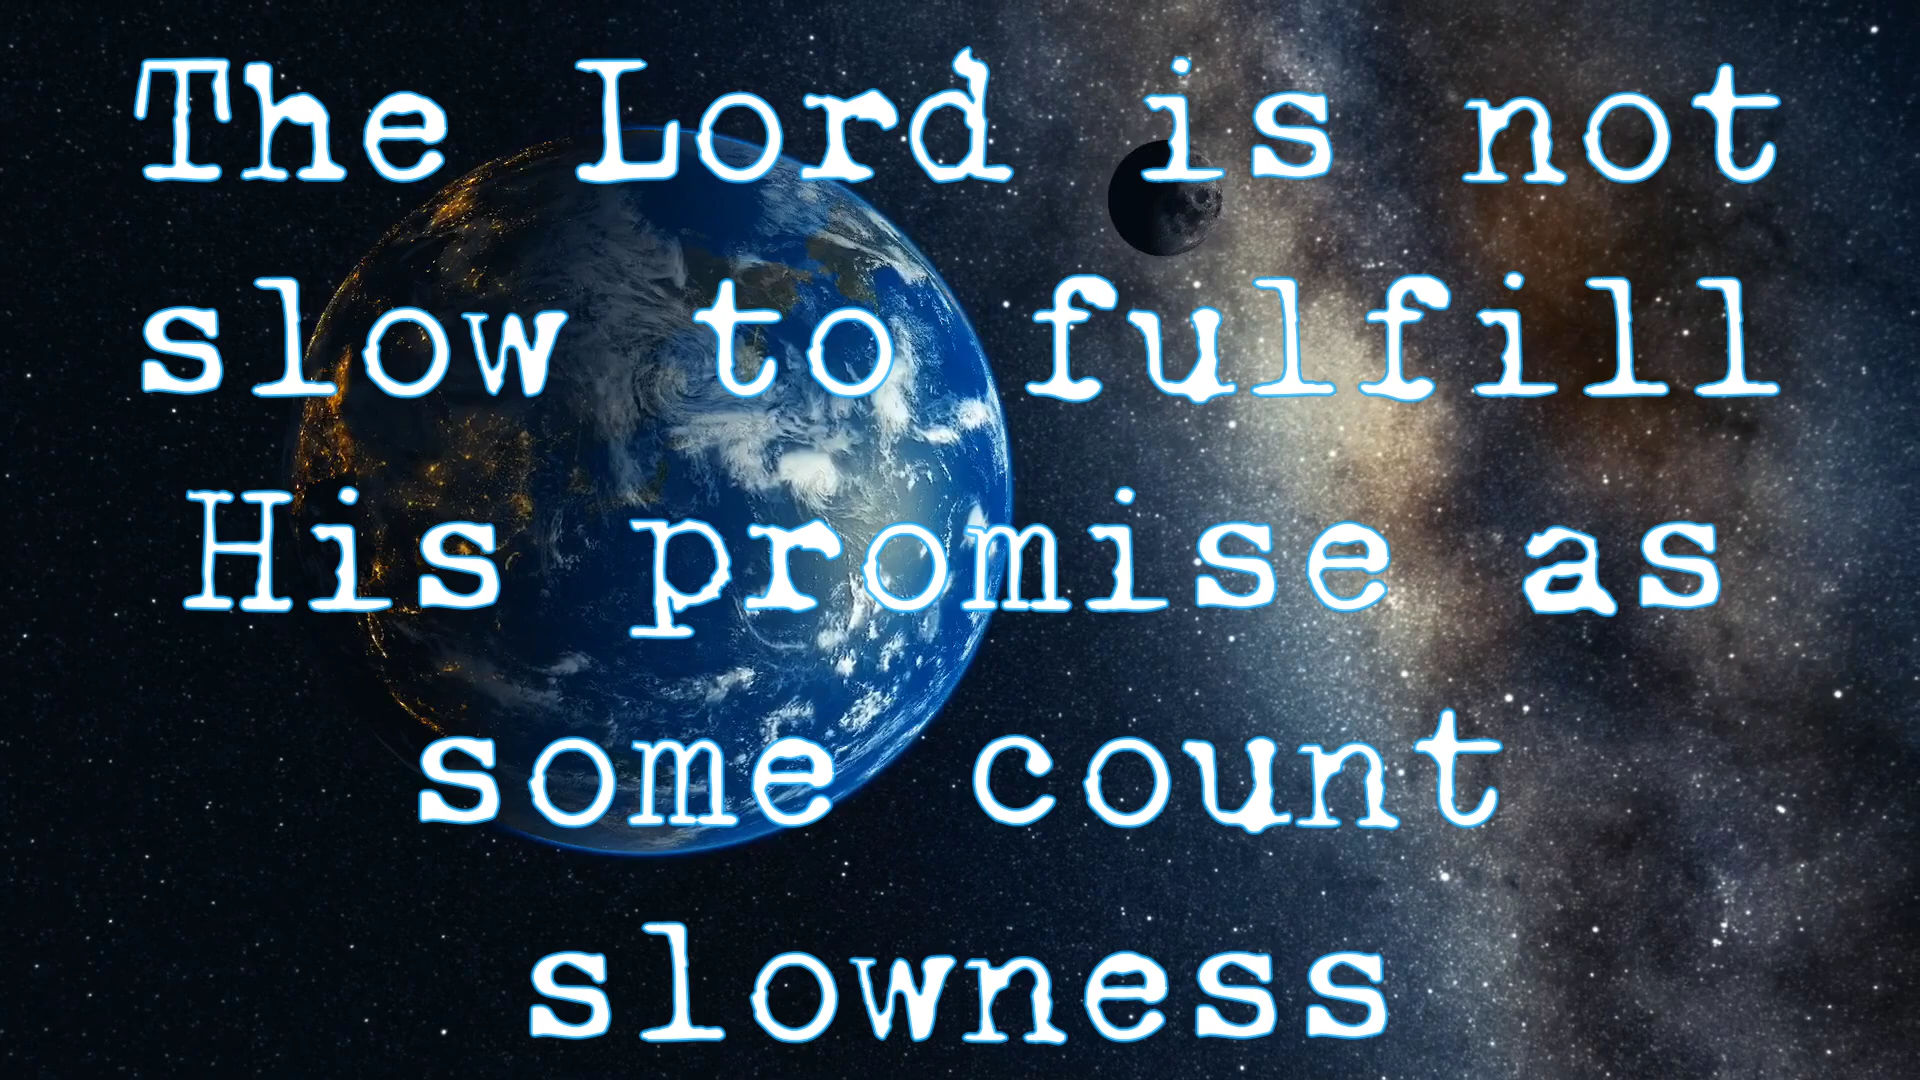 The Lord is not
slow to fulfill
His promise as
some count
slowness